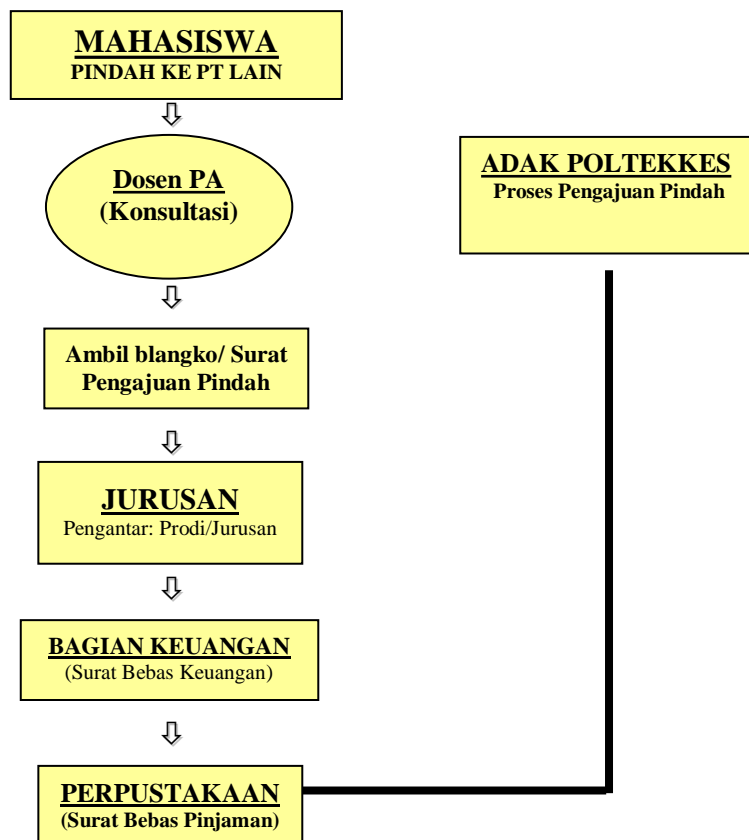 MAHASISWA
PINDAH KE PT LAIN
Dosen PA
(Konsultasi)
Ambil blangko/ Surat
Pengajuan Pindah
JURUSAN
Pengantar: Prodi/Jurusan
BAGIAN KEUANGAN
(Surat Bebas Keuangan)
PERPUSTAKAAN
(Surat Bebas Pinjaman)
ADAK POLTEKKES
Proses Pengajuan Pindah